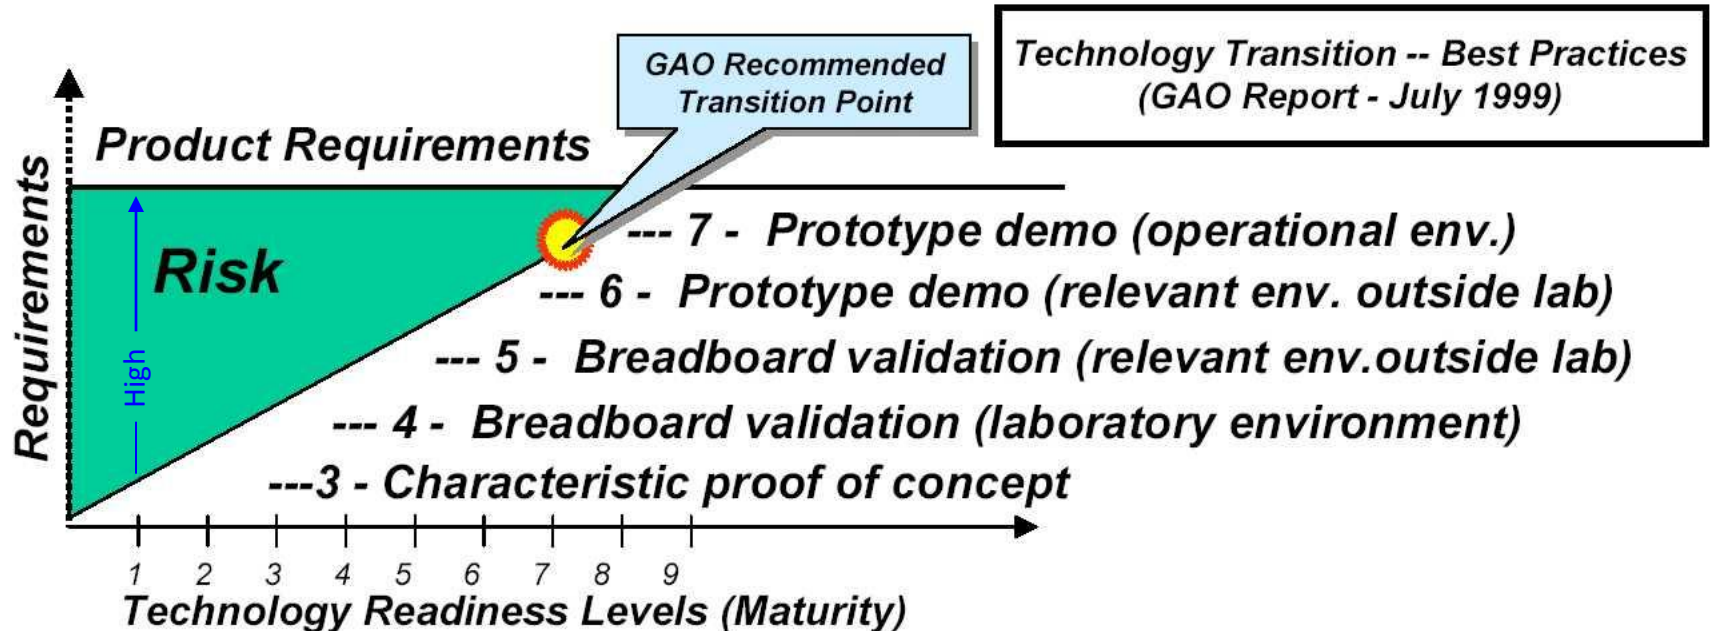 Technology Transition -- Best Practices
(GAO Report - July 1999)
GAO Recommended
Transition Point
Product Requirements
Requirements
High
Risk
--- 7 - Prototype demo (operational env.)
--- 6 - Prototype demo (relevant env. outside lab)
--- 5 - Breadboard validation (relevant env.outside lab)
--- 4 - Breadboard validation (laboratory environment)
---3 - Characteristic proof of concept
1 2 3 4 5 6 7 8 9
Technology Readiness Levels (Maturity)